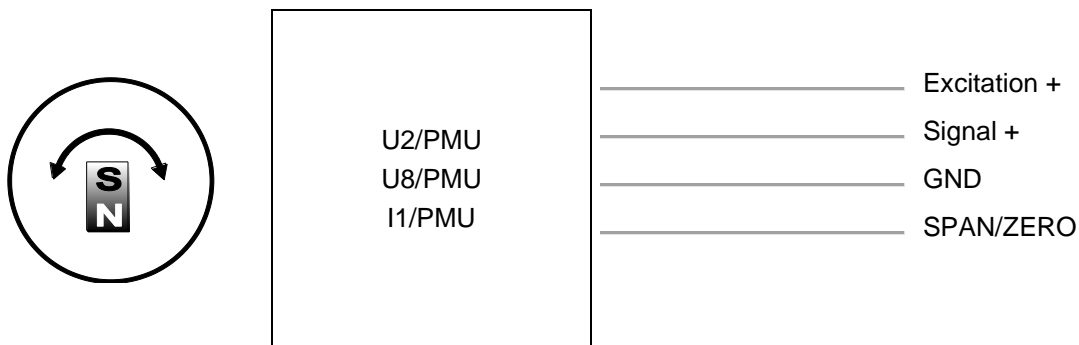 S
N
U2/PMU
U8/PMU
I1/PMU
Excitation +
Signal +
GND
SPAN/ZERO